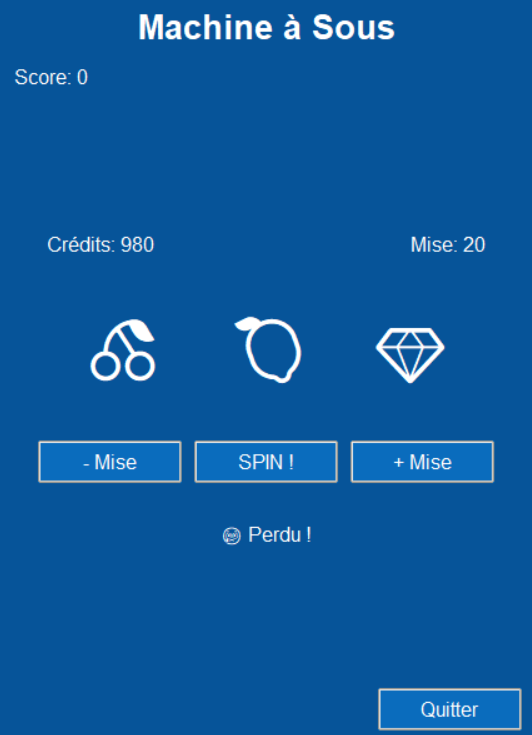 Machine à Sous
Score: 0
Crédits: 980 Mise: 20
- Mise SPIN ! + Mise
Perdu !
Quitter